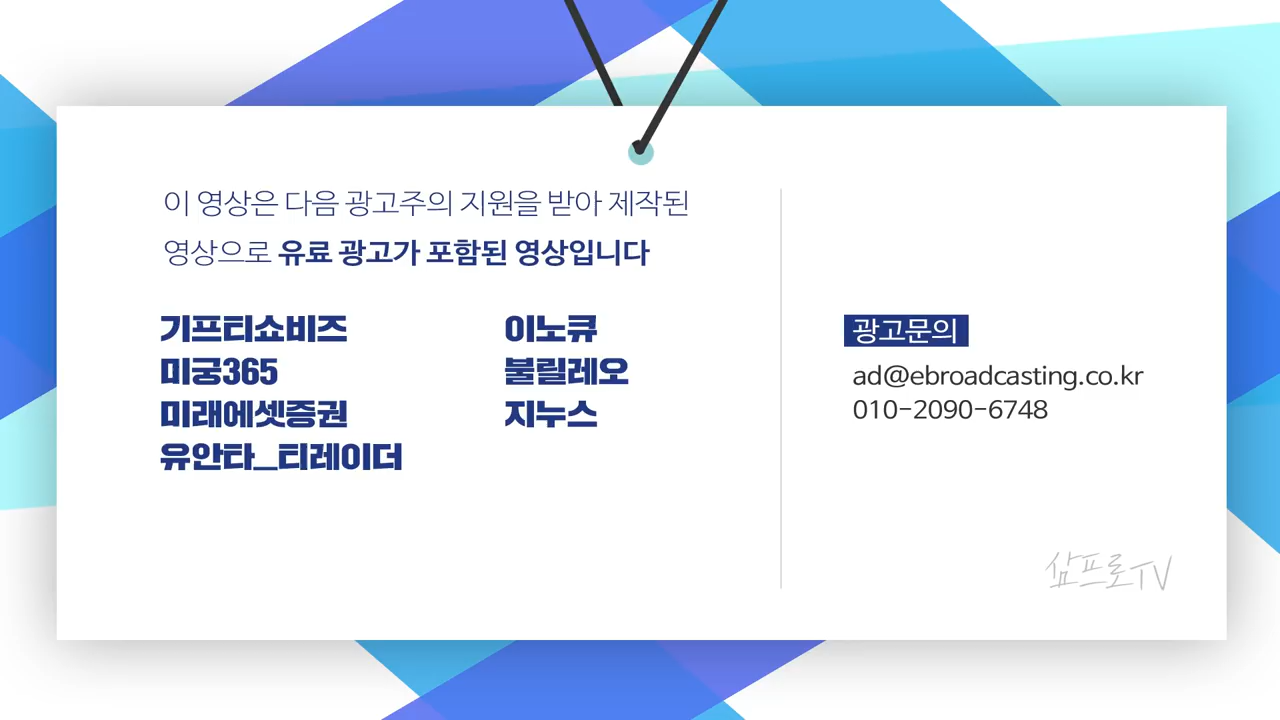 이 영상은 다음 광고주의 지원을 받아 제작된
영상으로 유료 광고가 포함된 영상입니다
기프티쇼비즈
미궁365
미래에셋증권
유안타_티레이더
이노큐
불릴레오
지누스
광고문의
ad@ebroadcasting.co.kr
010-2090-6748
삼프로TV